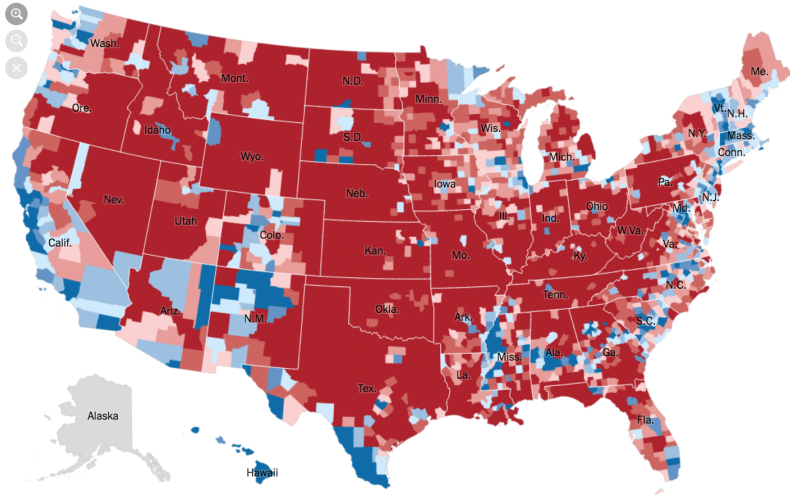 Wash.
Mont.
N.D.
Minn.
Me.
Ore.
Idaho
S.D.
Wis.
Mich.
N.Y.
Vt.
N.H.
Mass.
Conn.
Wyo.
Neb.
Iowa
Ill.
Ind.
Ohio
Pa.
N.J.
Md.
Nev.
Utah
Colo.
Kan.
Mo.
Ky.
W.Va.
Va.
Calif.
Ariz.
N.M.
Okla.
Ark.
Tenn.
N.C.
S.C.
Tex.
La.
Miss.
Ala.
Ga.
Fla.
Alaska
Hawaii